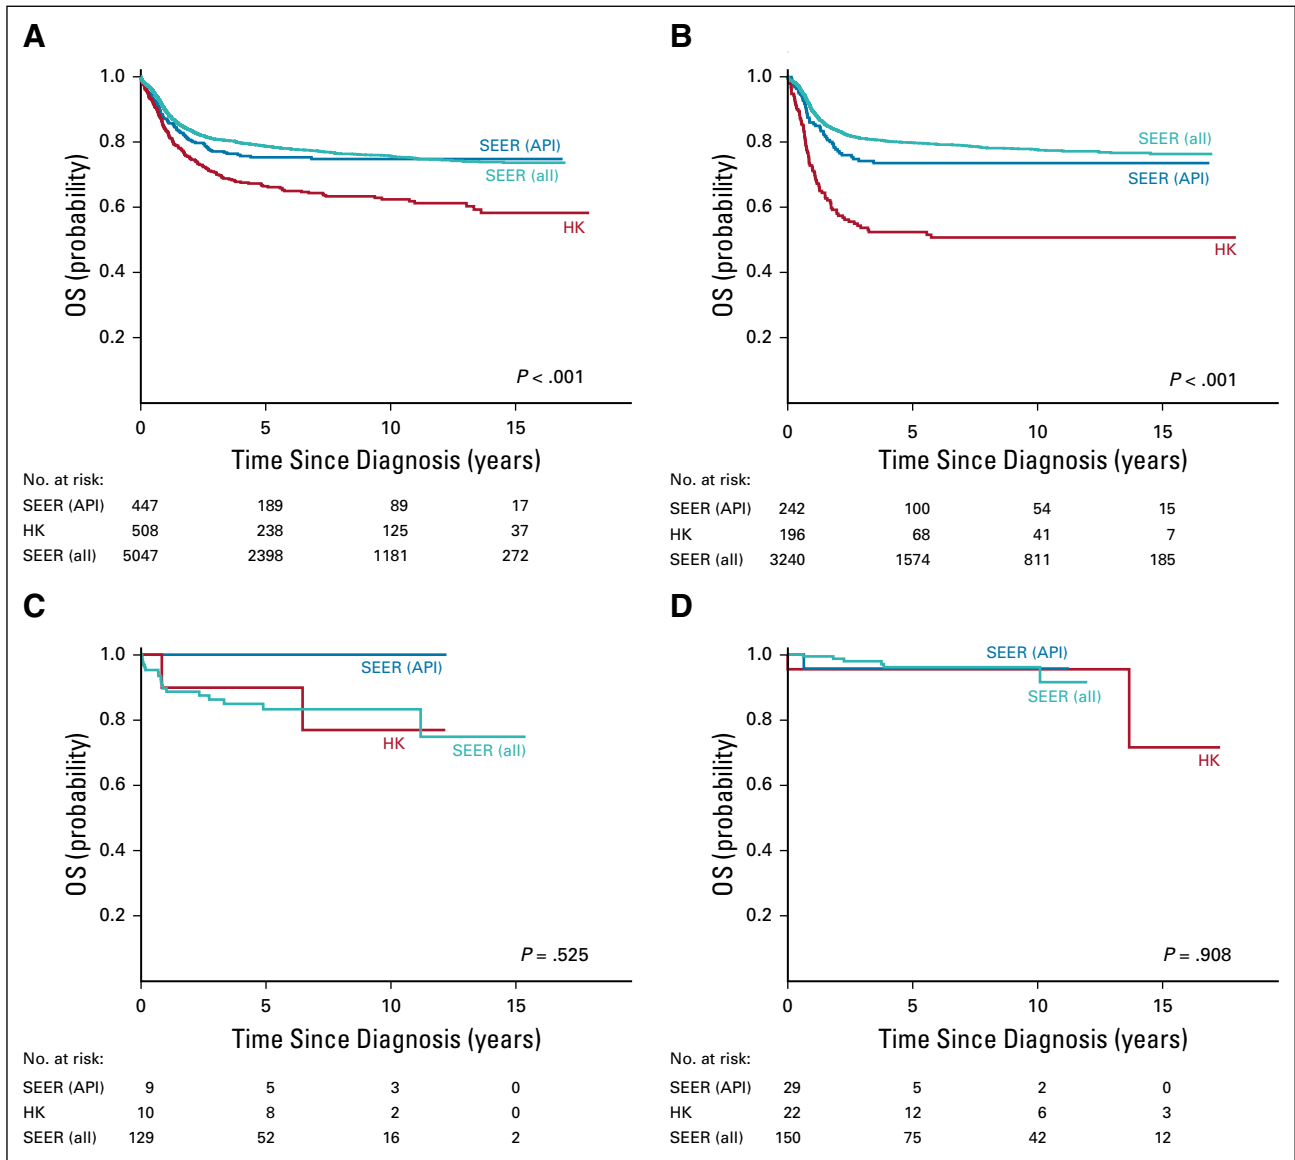 A
OS (probability)
1.0
0.8
0.6
0.4
0.2
SEER (API)
SEER (all)
HK
P < .001
0 5 10 15
Time Since Diagnosis (years)
No. at risk:
SEER (API) 447 189 89 17
HK 508 238 125 37
SEER (all) 5047 2398 1181 272
B
OS (probability)
1.0
0.8
0.6
0.4
0.2
SEER (all)
SEER (API)
HK
P < .001
0 5 10 15
Time Since Diagnosis (years)
No. at risk:
SEER (API) 242 100 54 15
HK 196 68 41 7
SEER (all) 3240 1574 811 185
C
OS (probability)
1.0
0.8
0.6
0.4
0.2
SEER (API)
HK
SEER (all)
P = .525
0 5 10 15
Time Since Diagnosis (years)
No. at risk:
SEER (API) 9 5 3 0
HK 10 8 2 0
SEER (all) 129 52 16 2
D
OS (probability)
1.0
0.8
0.6
0.4
0.2
SEER (API)
SEER (all)
HK
P = .908
0 5 10 15
Time Since Diagnosis (years)
No. at risk:
SEER (API) 29 5 2 0
HK 22 12 6 3
SEER (all) 150 75 42 12